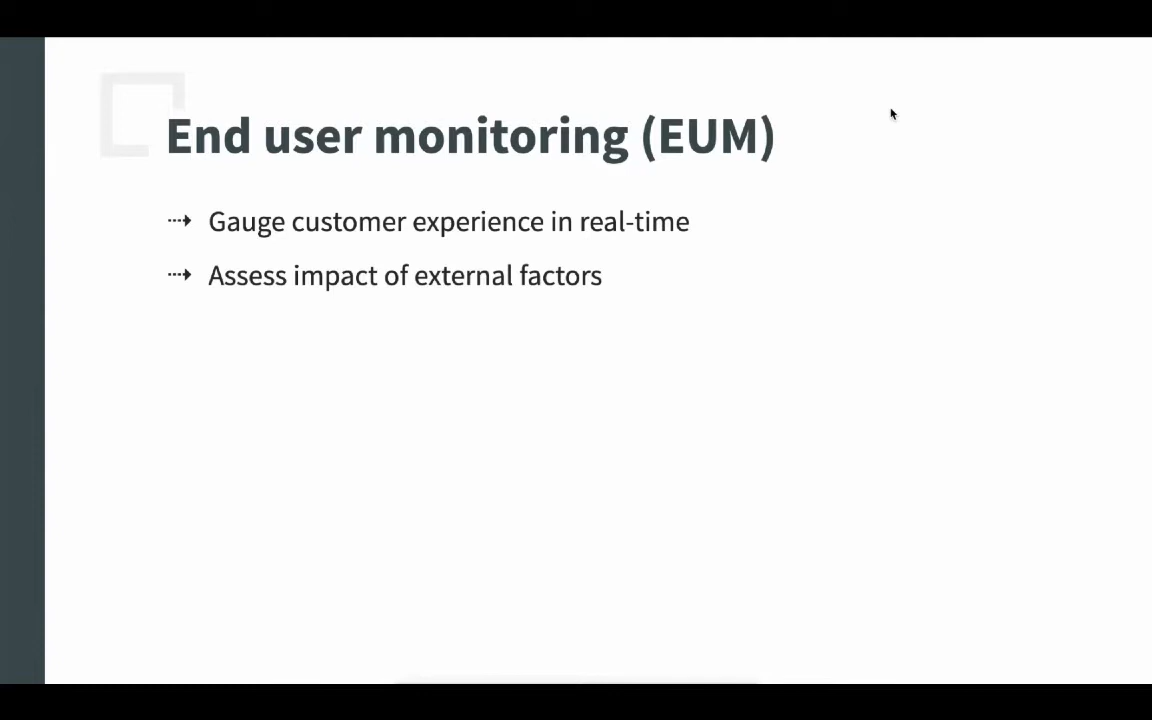 End user monitoring (EUM)
Gauge customer experience in real-time
Assess impact of external factors